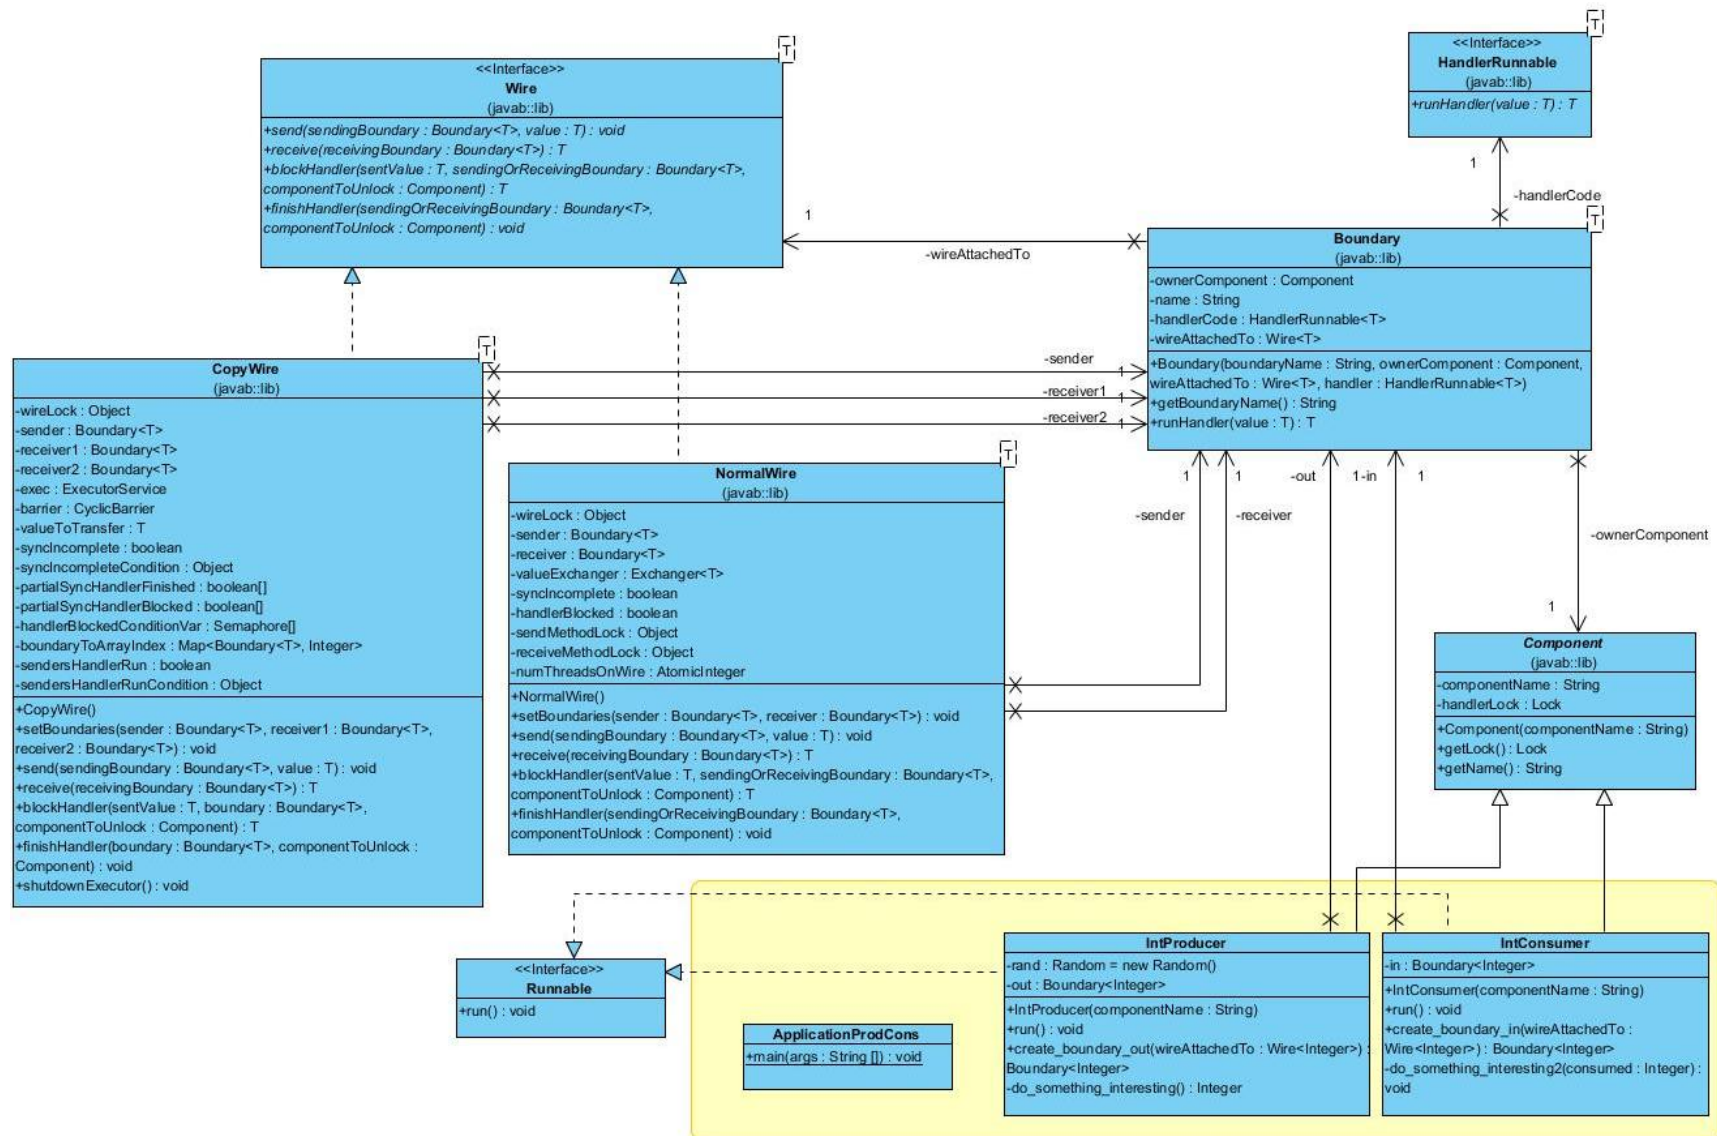 T
<<Interface>>
Wire
(javab::lib)
+send(sendingBoundary : Boundary<T>, value : T) : void
+receive(receivingBoundary : Boundary<T>) : T
+blockHandler(sentValue : T, sendingOrReceivingBoundary : Boundary<T>,
componentToUnlock : Component) : T
+finishHandler(sendingOrReceivingBoundary : Boundary<T>,
componentToUnlock : Component) : void
T
<<Interface>>
HandlerRunnable
(javab::lib)
+runHandler(value : T) : T
1
-handlerCode
1
-wireAttachedTo
T
Boundary
(javab::lib)
-ownerComponent : Component
-name : String
-handlerCode : HandlerRunnable<T>
-wireAttachedTo : Wire<T>
+Boundary(boundaryName : String, ownerComponent : Component,
wireAttachedTo : Wire<T>, handler : HandlerRunnable<T>)
+getBoundaryName() : String
+runHandler(value : T) : T
T
CopyWire
(javab::lib)
-wireLock : Object
-sender : Boundary<T>
-receiver1 : Boundary<T>
-receiver2 : Boundary<T>
-exec : ExecutorService
-barrier : CyclicBarrier
-valueToTransfer : T
-syncIncomplete : boolean
-syncIncompleteCondition : Object
-partialSyncHandlerFinished : boolean[]
-partialSyncHandlerBlocked : boolean[]
-handlerBlockedConditionVar : Semaphore[]
-boundaryToArrayIndex : Map<Boundary<T>, Integer>
-sendersHandlerRun : boolean
-sendersHandlerRunCondition : Object
+CopyWire()
+setBoundaries(sender : Boundary<T>, receiver1 : Boundary<T>,
receiver2 : Boundary<T>) : void
+send(sendingBoundary : Boundary<T>, value : T) : void
+receive(receivingBoundary : Boundary<T>) : T
+blockHandler(sentValue : T, boundary : Boundary<T>,
componentToUnlock : Component) : T
+finishHandler(boundary : Boundary<T>, componentToUnlock :
Component) : void
+shutdownExecutor() : void
-sender
1
-receiver1
1
-receiver2
1
T
NormalWire
(javab::lib)
-wireLock : Object
-sender : Boundary<T>
-receiver : Boundary<T>
-valueExchanger : Exchanger<T>
-syncIncomplete : boolean
-handlerBlocked : boolean
-sendMethodLock : Object
-receiveMethodLock : Object
-numThreadsOnWire : AtomicInteger
+NormalWire()
+setBoundaries(sender : Boundary<T>, receiver : Boundary<T>) : void
+send(sendingBoundary : Boundary<T>, value : T) : void
+receive(receivingBoundary : Boundary<T>) : T
+blockHandler(sentValue : T, sendingOrReceivingBoundary : Boundary<T>,
componentToUnlock : Component) : T
+finishHandler(sendingOrReceivingBoundary : Boundary<T>,
componentToUnlock : Component) : void
1
1
-out
1
-in
1
-sender
-receiver
-ownerComponent
1
Component
(javab::lib)
-componentName : String
-handlerLock : Lock
+Component(componentName : String)
+getLock() : Lock
+getName() : String
<<Interface>>
Runnable
+run() : void
ApplicationProdCons
+main(args : String []) : void
IntProducer
-rand : Random = new Random()
-out : Boundary<Integer>
+IntProducer(componentName : String)
+run() : void
+create_boundary_out(wireAttachedTo : Wire<Integer>) :
Boundary<Integer>
-do_something_interesting() : Integer
IntConsumer
-in : Boundary<Integer>
+IntConsumer(componentName : String)
+run() : void
+create_boundary_in(wireAttachedTo :
Wire<Integer>) : Boundary<Integer>
-do_something_interesting2(consumed : Integer) :
void